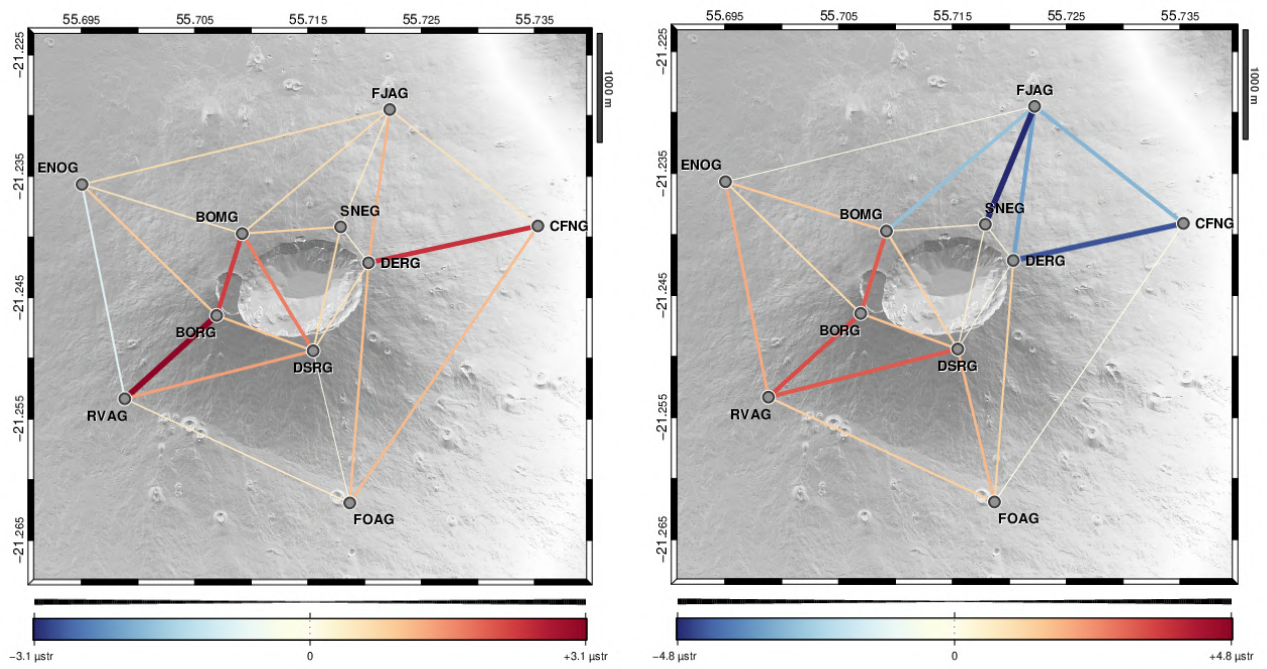 55.695 55.705 55.715 55.725 55.735
−21.225
−21.235
−21.245
−21.255
−21.265
1000 m
FJAG
ENOG
BOMG
SNEG
CFNG
DERG
BORG
DSRG
RVAG
FOAG
−3.1 µstr 0 +3.1 µstr
55.695 55.705 55.715 55.725 55.735
−21.225
−21.235
−21.245
−21.255
−21.265
1000 m
FJAG
ENOG
BOMG
SNEG
CFNG
DERG
BORG
DSRG
RVAG
FOAG
−4.8 µstr 0 +4.8 µstr